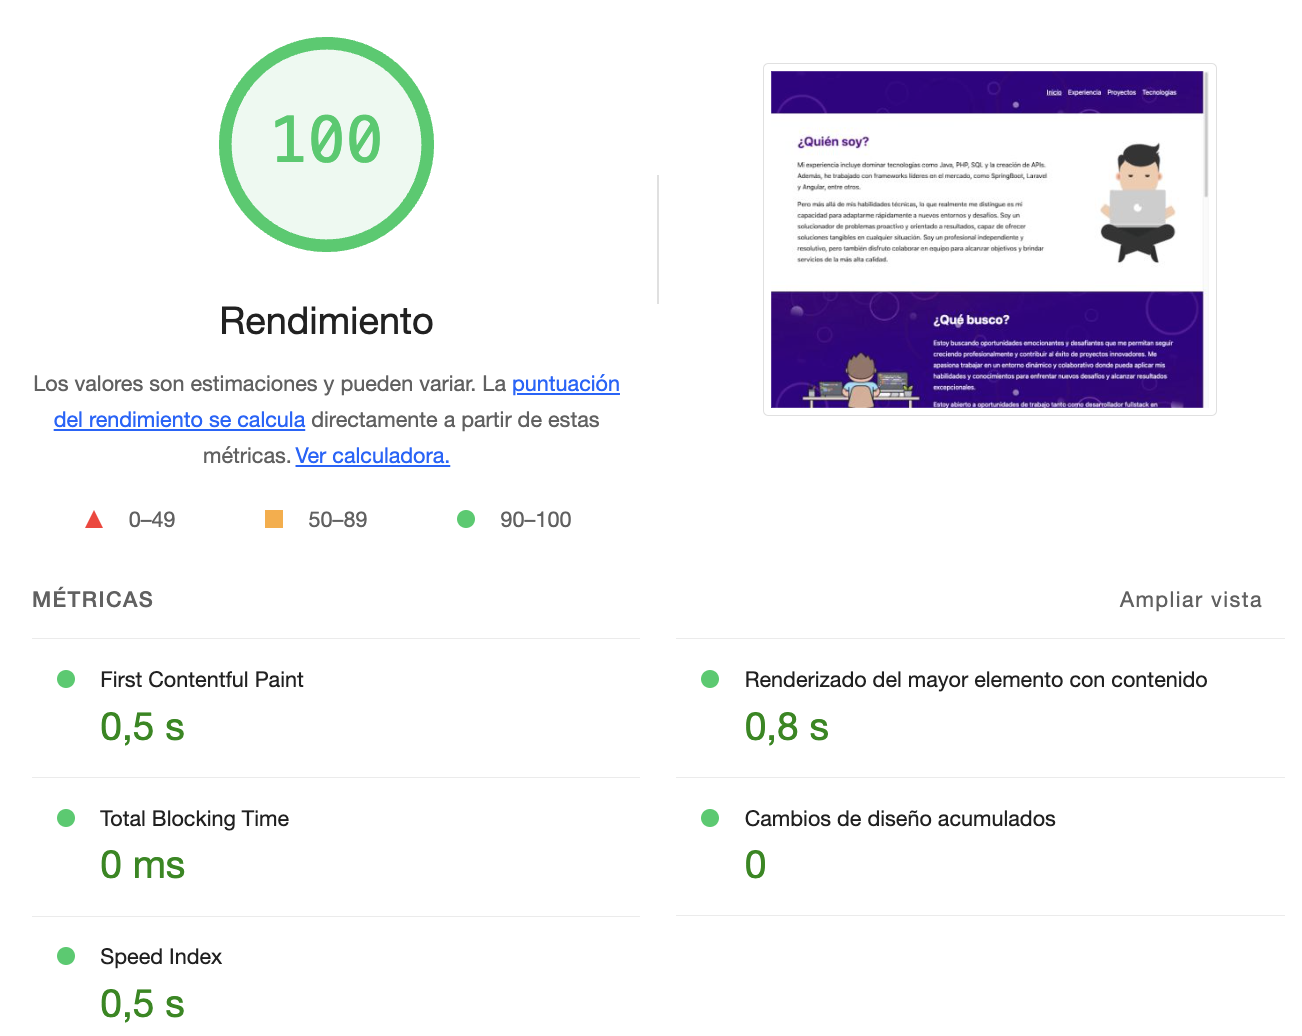 100
Rendimiento
Los valores son estimaciones y pueden variar. La puntuación
del rendimiento se calcula directamente a partir de estas
métricas. Ver calculadora.
0–49
50–89
90–100
Inicio Experiencia Proyectos Tecnologías
¿Quién soy?
Mi experiencia incluye dominar tecnologías como Java, PHP, SQL y la creación de APIs.
Además, he trabajado con frameworks líderes en el mercado, como SpringBoot, Laravel
y Angular, entre otros.
Pero más allá de mis habilidades técnicas, lo que realmente me distingue es mi
capacidad para adaptarme rápidamente a nuevos entornos y desafíos. Soy un
solucionador de problemas proactivo y orientado a resultados, capaz de ofrecer
soluciones tangibles en cualquier situación. Soy un profesional independiente y
resolutivo, pero también disfruto colaborar en equipo para alcanzar objetivos y brindar
servicios de la más alta calidad.
¿Qué busco?
Estoy buscando oportunidades emocionantes y desafiantes que me permitan seguir
creciendo profesionalmente y contribuir al éxito de proyectos innovadores. Me
apasiona trabajar en un entorno dinámico y colaborativo donde pueda aplicar mis
habilidades y conocimientos para enfrentar nuevos desafíos y alcanzar resultados
excepcionales.
Estoy abierto a oportunidades de trabajo tanto como desarrollador fullstack en
MÉTRICAS
Ampliar vista
First Contentful Paint
0,5 s
Renderizado del mayor elemento con contenido
0,8 s
Total Blocking Time
0 ms
Cambios de diseño acumulados
0
Speed Index
0,5 s